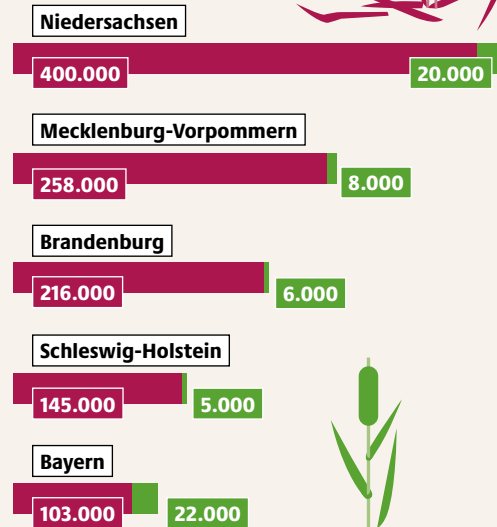 Niedersachsen
400.000 20.000
Mecklenburg-Vorpommern
258.000 8.000
Brandenburg
216.000 6.000
Schleswig-Holstein
145.000 5.000
Bayern
103.000 22.000